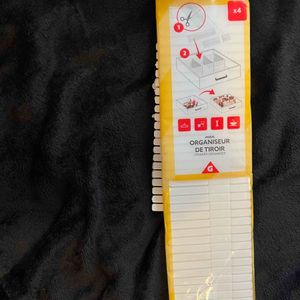 x4
1
2
ORGANISEUR
DE TIROIR
G